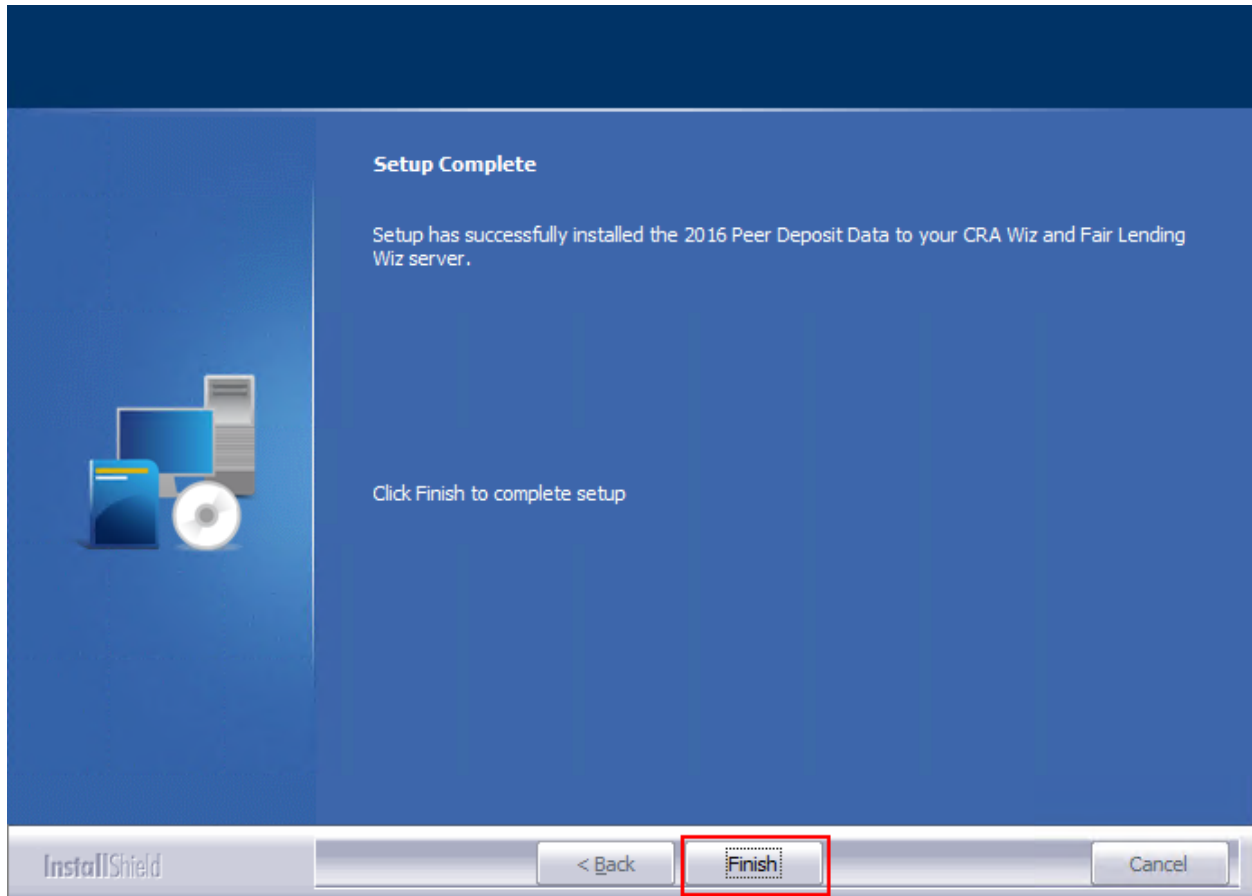 Setup Complete
Setup has successfully installed the 2016 Peer Deposit Data to your CRA Wiz and Fair Lending
Wiz server.
Click Finish to complete setup
InstallShield
< Back
Finish
Cancel